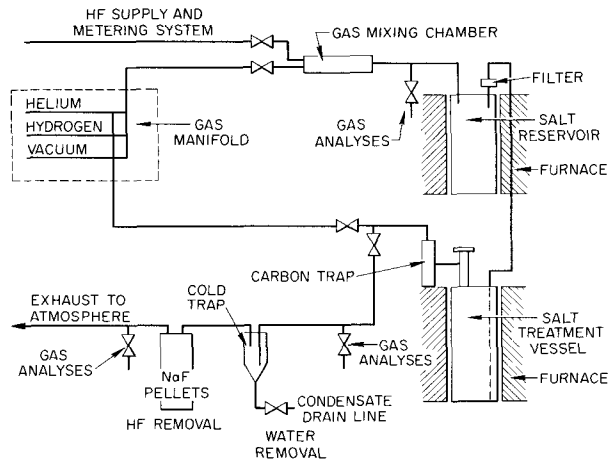 HF SUPPLY AND
METERING SYSTEM
GAS MIXING CHAMBER
FILTER
HELIUM
HYDROGEN
VACUUM
GAS
MANIFOLD
GAS
ANALYSES
SALT
RESERVOIR
FURNACE
CARBON TRAP
EXHAUST TO
ATMOSPHERE
COLD
TRAP
SALT
TREATMENT
VESSEL
GAS
ANALYSES
GAS
ANALYSES
NaF
PELLETS
FURNACE
HF REMOVAL
CONDENSATE
DRAIN LINE
WATER
REMOVAL